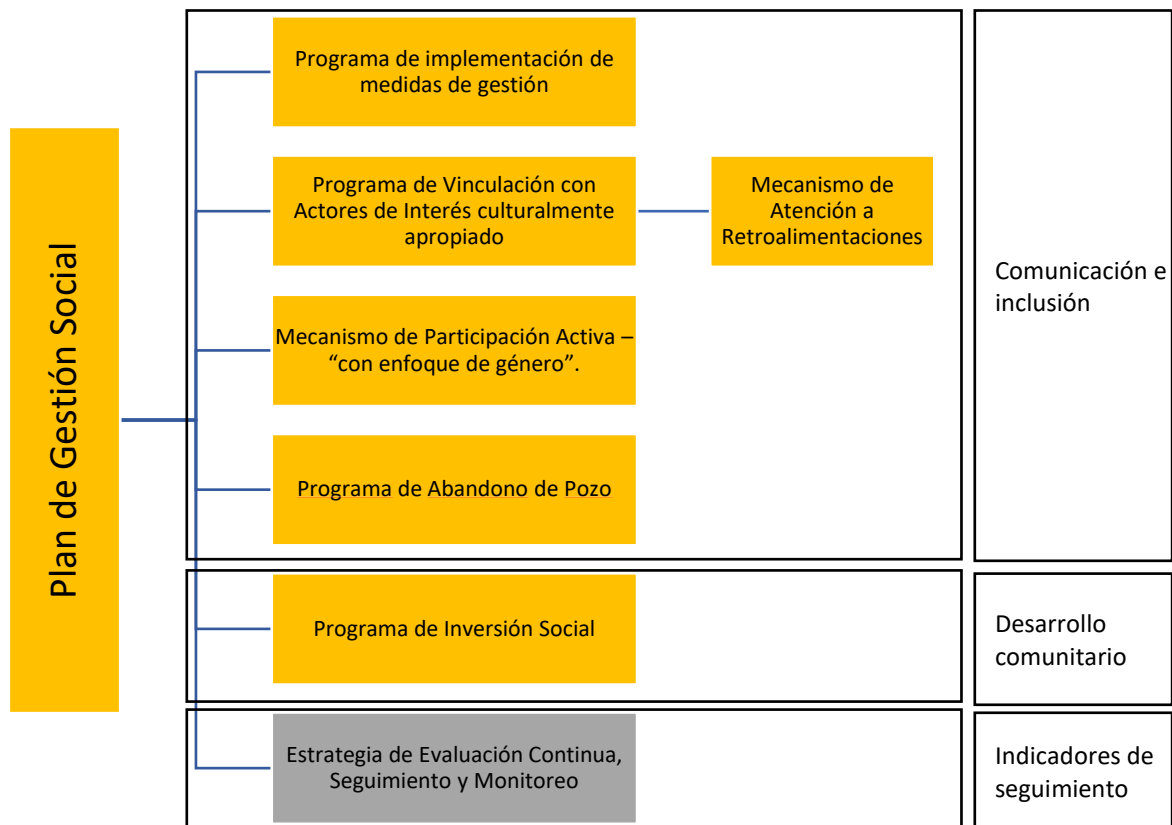 Plan de Gestión Social
Programa de implementación de
medidas de gestión
Programa de Vinculación con
Actores de Interés culturalmente
apropiado
Mecanismo de
Atención a
Retroalimentaciones
Mecanismo de Participación Activa –
“con enfoque de género”.
Programa de Abandono de Pozo
Comunicación e
inclusión
Programa de Inversión Social
Desarrollo
comunitario
Estrategia de Evaluación Continua,
Seguimiento y Monitoreo
Indicadores de
seguimiento